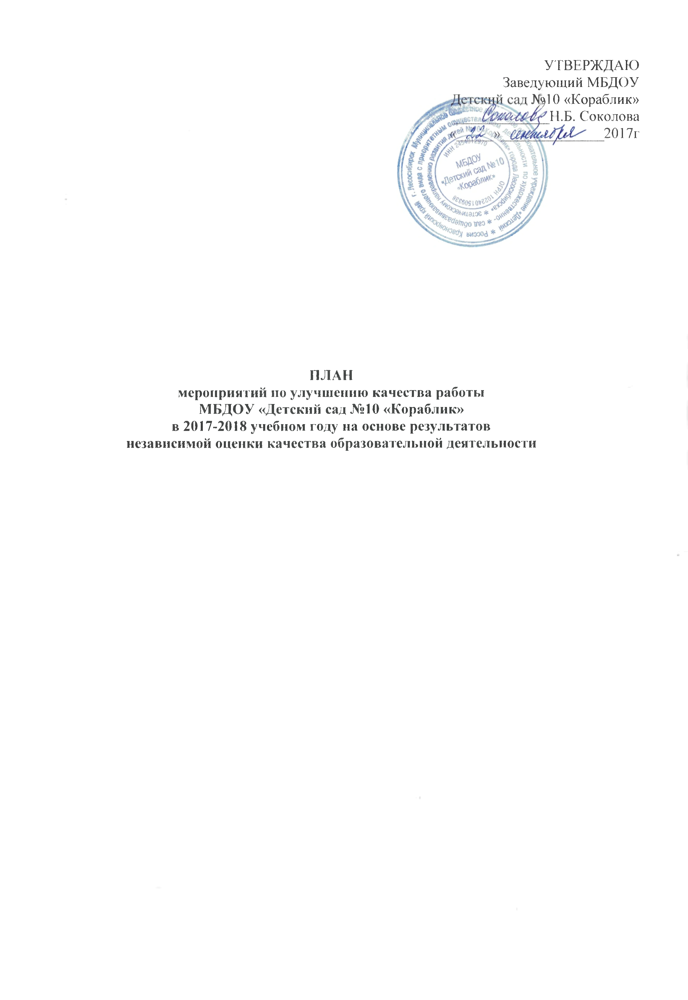 УТВЕРЖДАЮ
Заведующий МБДОУ
Детский сад №10 «Кораблик»
Соколова Н.Б. Соколова
« 22 » сентября 2017г
Россия Красноярский край г. Лесосибирск Муниципальное бюджетное образовательное учреждение «Детский
сад общеразвивающего вида с приоритетным осуществлением деятельности по художественно-
эстетическому направлению развития детей №10 «Кораблик» города Лесосибирска»
ИНН 2454012970
МБДОУ
«Детский сад №10
«Кораблик»
ОГРН 1022401509338
ПЛАН
мероприятий по улучшению качества работы
МБДОУ «Детский сад №10 «Кораблик»
в 2017-2018 учебном году на основе результатов
независимой оценки качества образовательной деятельности